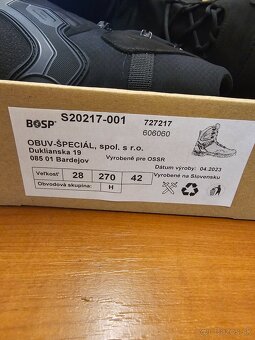 BOSP S20217-001 727217
606060
OBUV-ŠPECIÁL, spol. s r.o.
Duklianska 19
085 01 Bardejov
Vyrobené pre OSSR
Dátum výroby: 04.2023
Veľkosť: 28 270 42
Vyrobené na Slovensku
Obvodová skupina: H